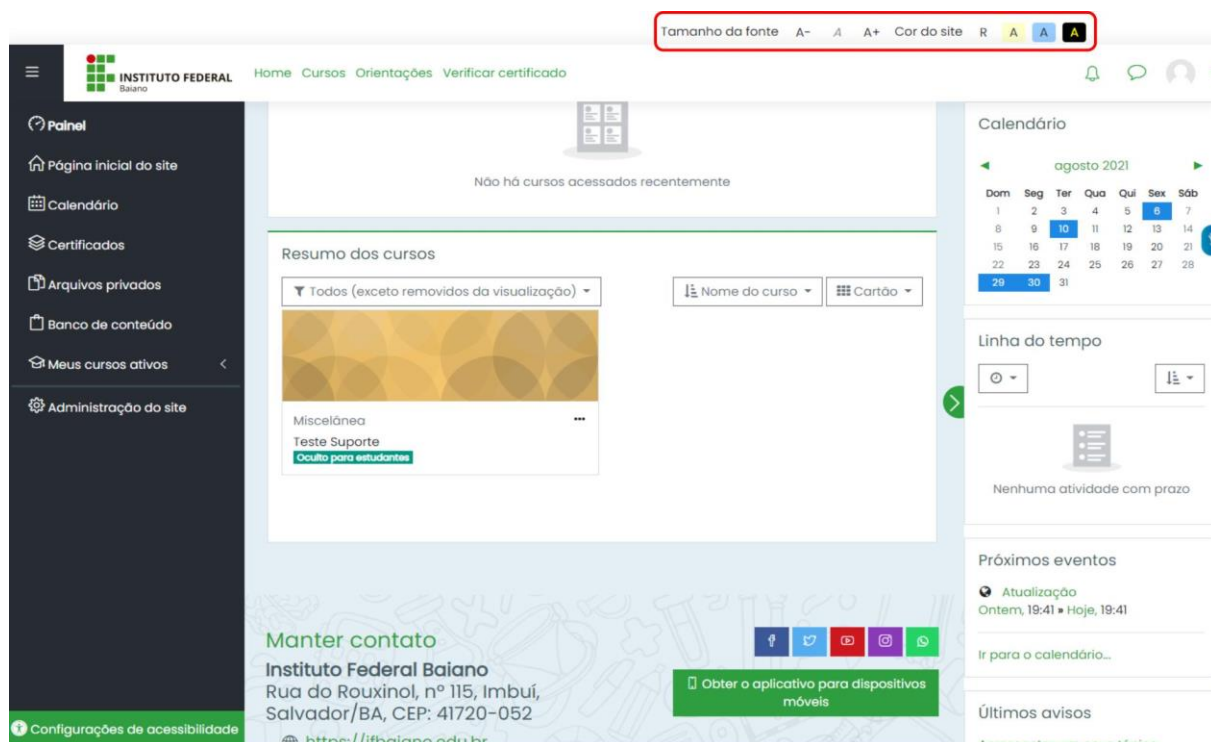 Tamanho da fonte A- A A+ Cor do site R A A A
INSTITUTO FEDERAL
Baiano
Home Cursos Orientações Verificar certificado
Painel
Página inicial do site
Calendário
Certificados
Arquivos privados
Banco de conteúdo
Meus cursos ativos
Administração do site
Configurações de acessibilidade
Não há cursos acessados recentemente
Resumo dos cursos
Todos (exceto removidos da visualização)
Nome do curso
Cartão
Miscelânea
Teste Suporte
Oculto para estudantes
Manter contato
Instituto Federal Baiano
Rua do Rouxinol, nº 115, Imbuí,
Salvador/BA, CEP: 41720-052
https://ifbaiano.edu.br
Obter o aplicativo para dispositivos
móveis
Calendário
agosto 2021
Dom Seg Ter Qua Qui Sex Sáb
1 2 3 4 5 6 7
8 9 10 11 12 13 14
15 16 17 18 19 20 21
22 23 24 25 26 27 28
29 30 31
Linha do tempo
Nenhuma atividade com prazo
Próximos eventos
Atualização
Ontem, 19:41 » Hoje, 19:41
Ir para o calendário...
Últimos avisos